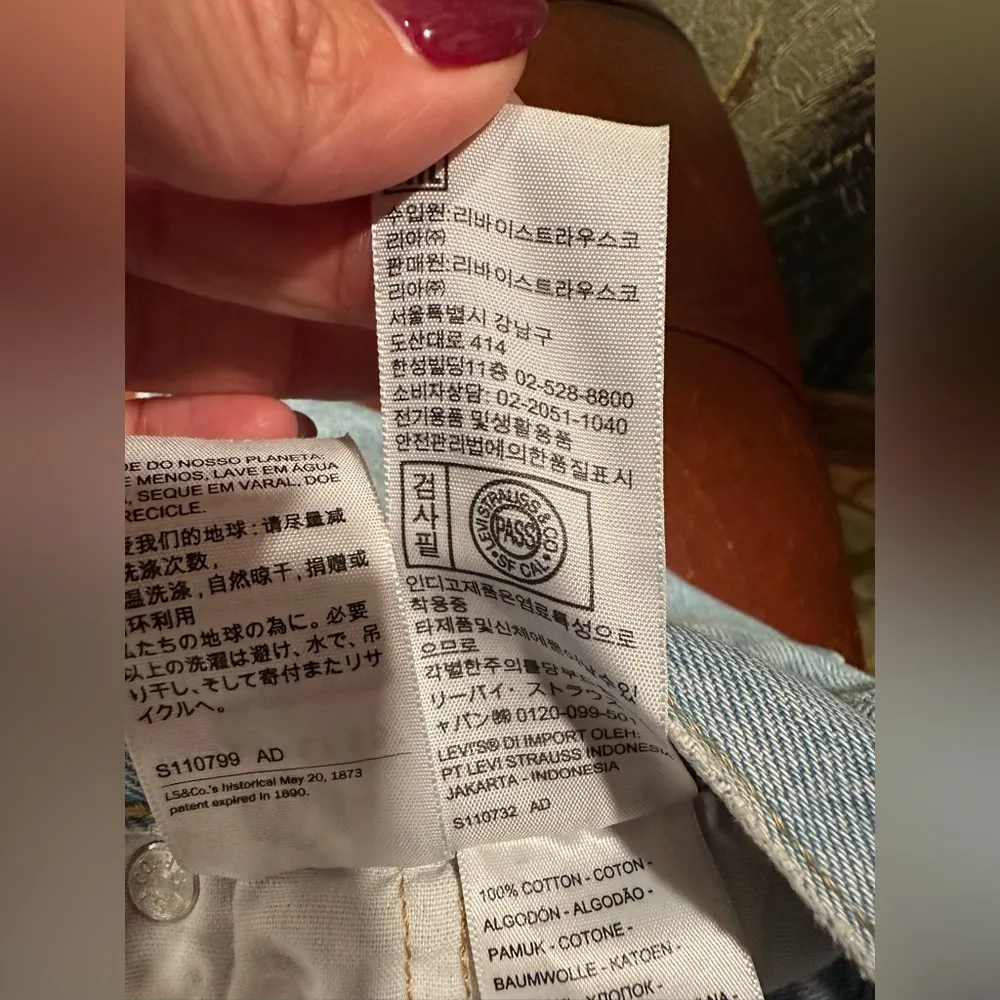 수입원:리바이스트라우스코
리아㈜
판매원:리바이스트라우스코
리아㈜
서울특별시 강남구
도산대로 414
한성빌딩11층 02-528-8800
소비자상담 : 02-2051-1040
전기용품 및생활용품
안전관리법에의한품질표시
검
사
필
LEVI STRAUSS & CO
PASS
SF CAL
인디고제품은염료특성으로
착용중
타제품및신체에
으므로
각별한주의를당부
リーバイ・ストラウス
ャパン㈱ 0120-099-501
LEVI'S® DI IMPORT OLEH:
PT LEVI STRAUSS INDONESIA
JAKARTA - INDONESIA
S110732 AD
DE DO NOSSO PLANETA.
E MENOS, LAVE EM ÁGUA
, SEQUE EM VARAL, DOE
RECICLE.
我们的地球：请尽量减
洗涤次数，
温洗涤，自然晾干，捐赠或
环利用
たちの地球の為に。必要
以上の洗濯は避け、水で、吊
り干し、そして寄付またリサ
イクルへ。
S110799 AD
LS&Co.'s historical May 20, 1873
patent expired in 1890.
100% COTTON - COTON -
ALGODÓN - ALGODÃO -
PAMUK - COTONE -
BAUMWOLLE - KATOEN -
ХЛОПОК -